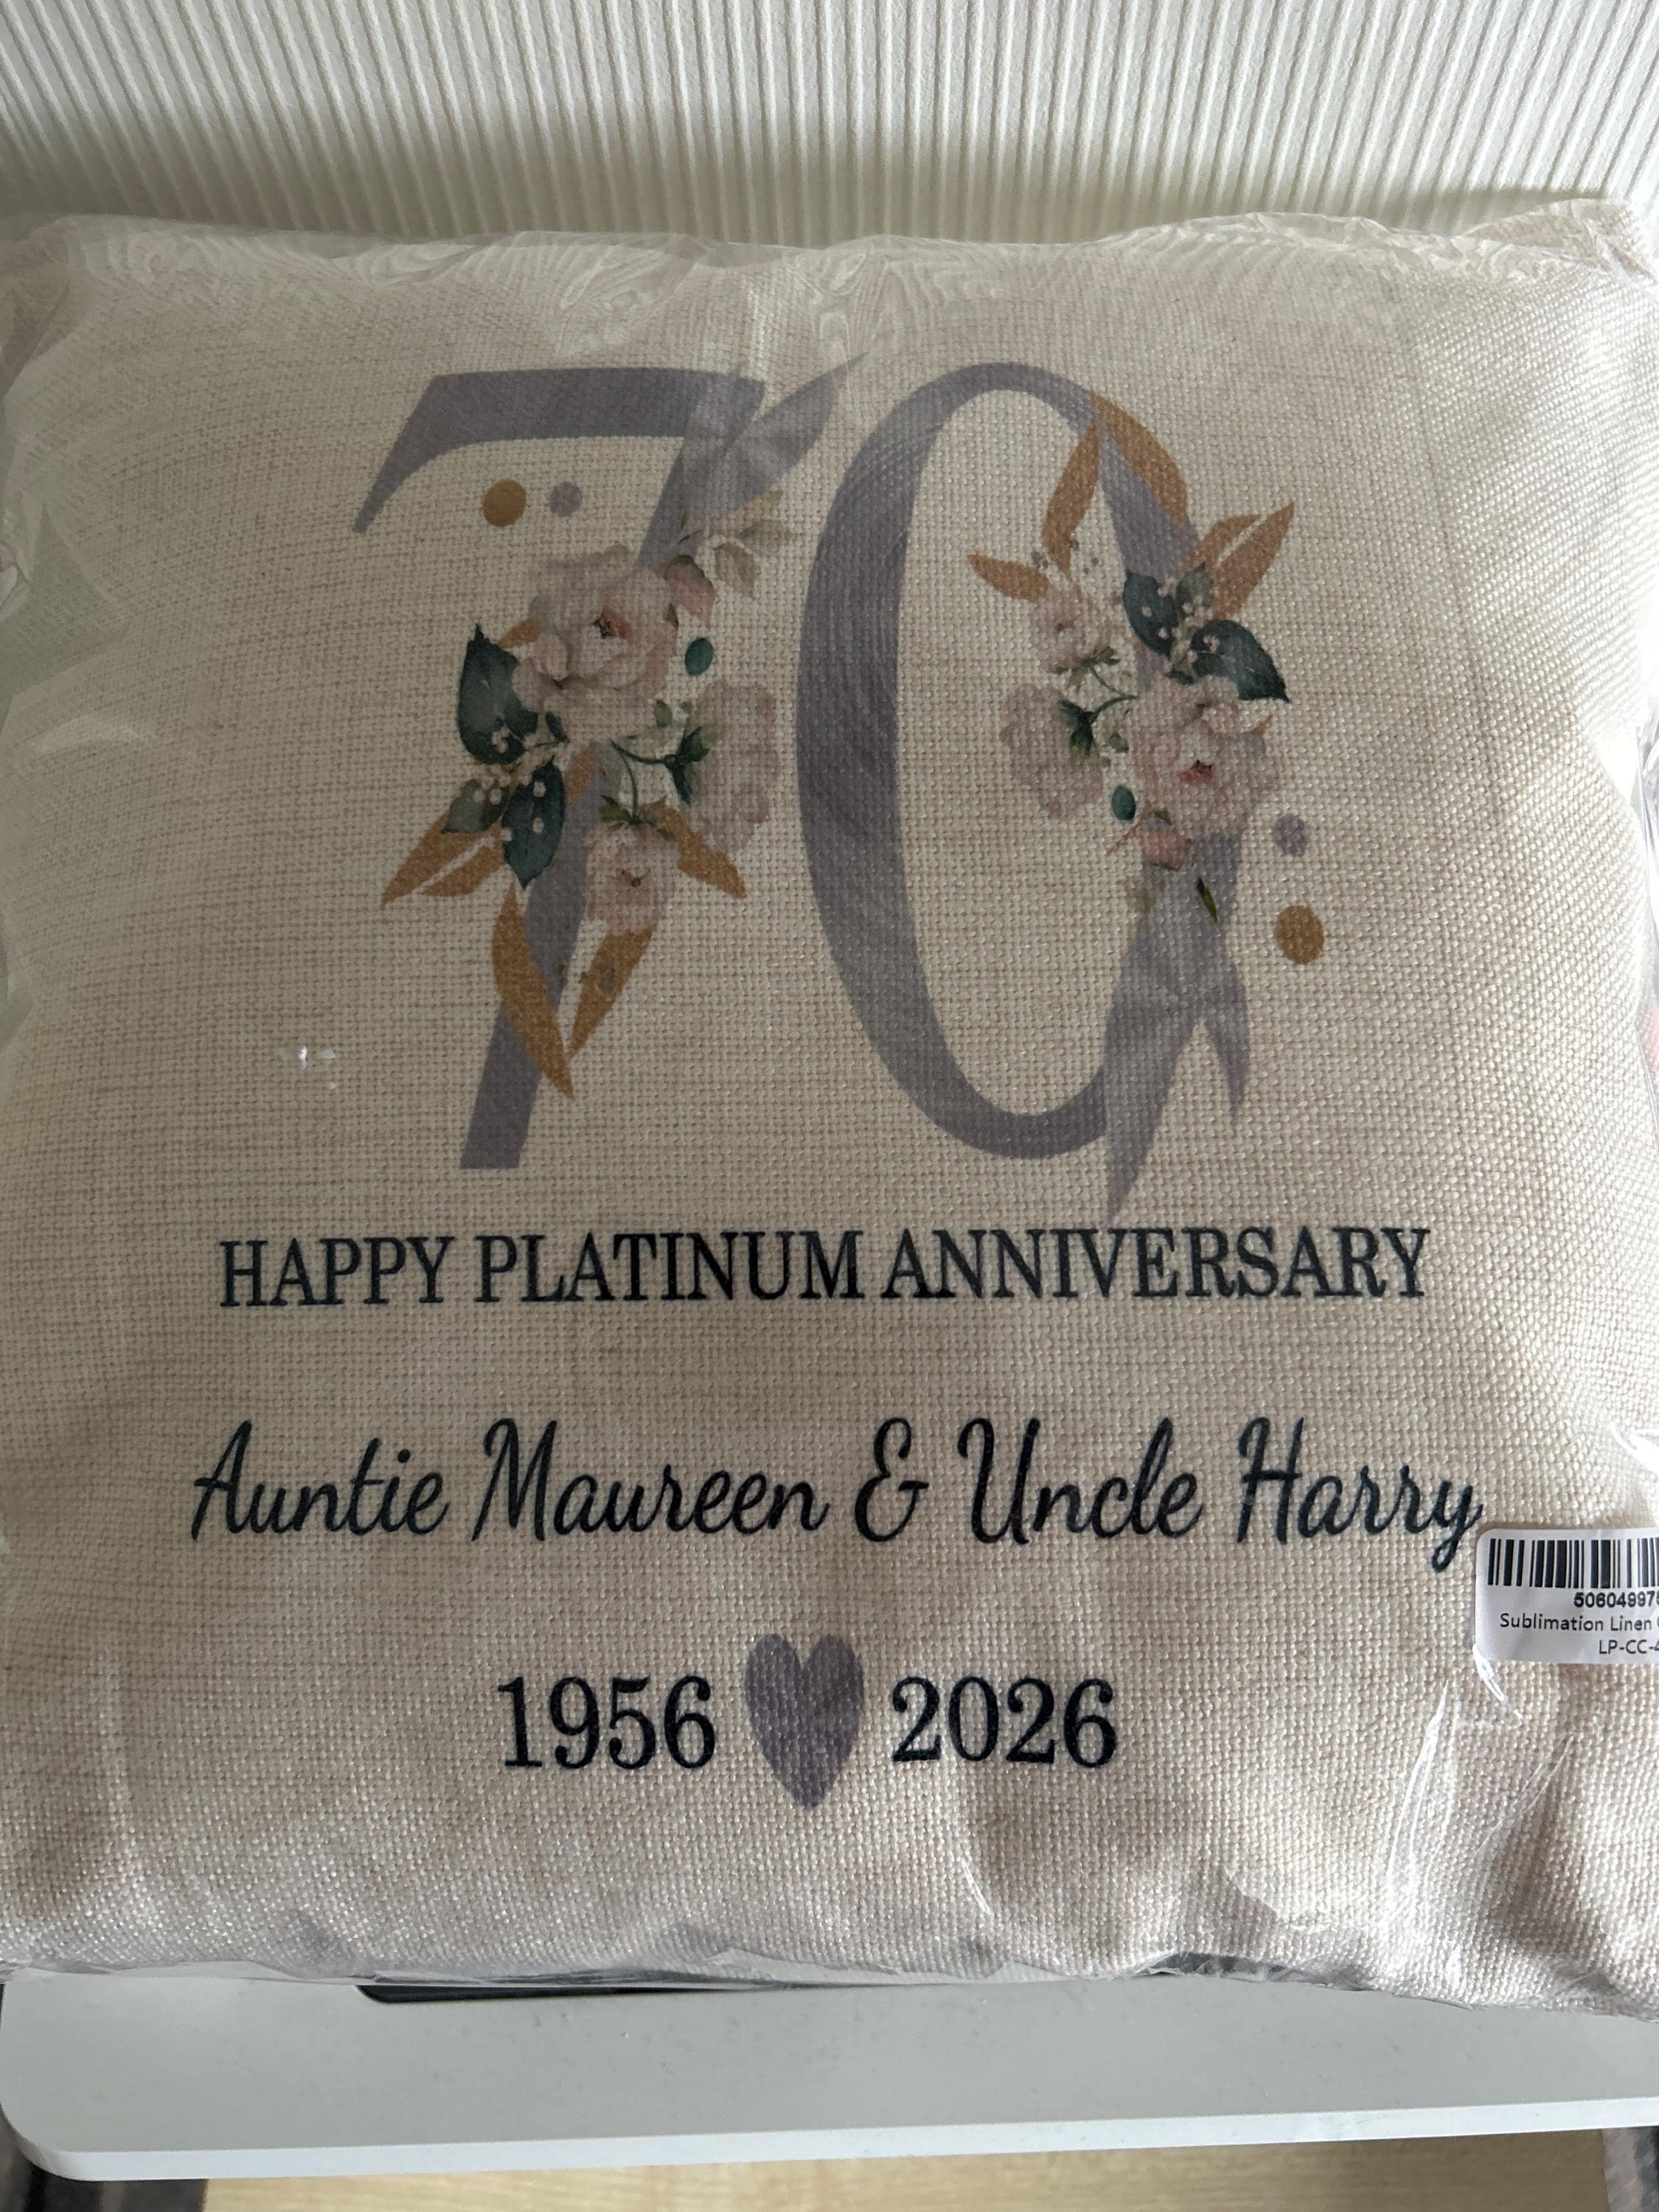 70
HAPPY PLATINUM ANNIVERSARY
Auntie Maureen & Uncle Harry
1956 2026
Sublimation Linen